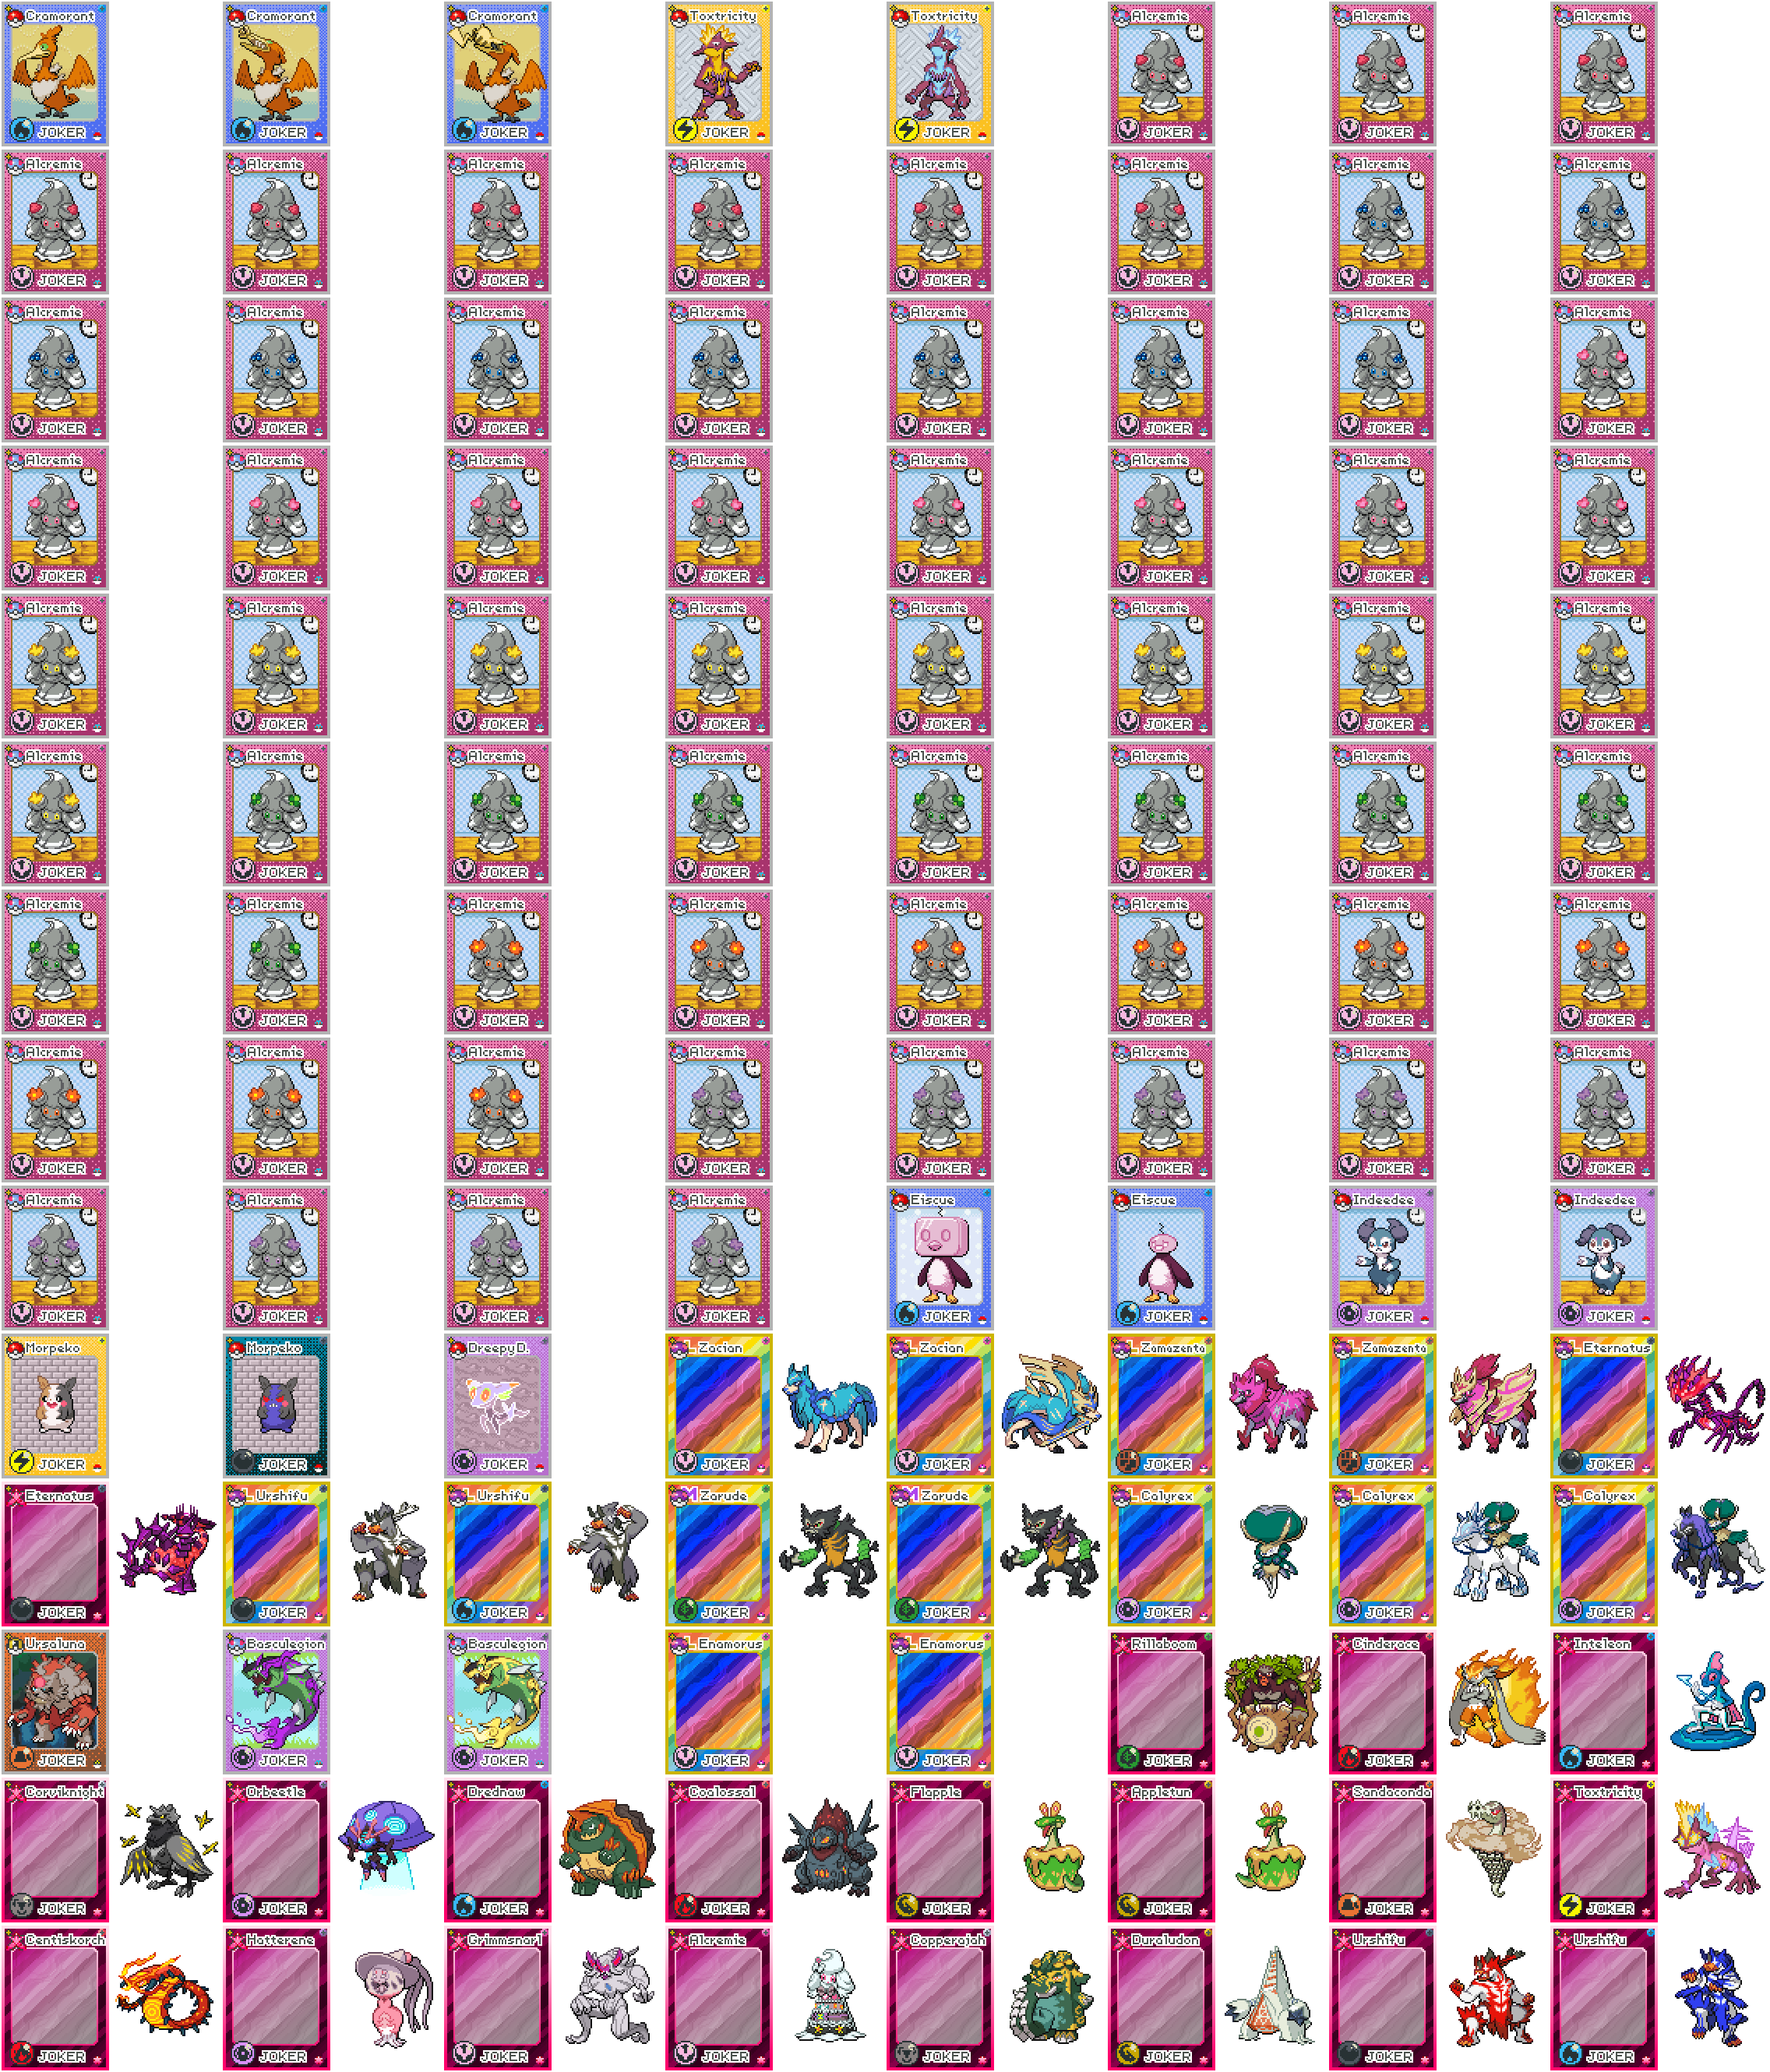 Cramorant Cramorant Cramorant Toxtricity Toxtricity Alcremie Alcremie Alcremie
JOKER JOKER JOKER JOKER JOKER JOKER JOKER JOKER
Alcremie Alcremie Alcremie Alcremie Alcremie Alcremie Alcremie Alcremie
JOKER JOKER JOKER JOKER JOKER JOKER JOKER JOKER
Alcremie Alcremie Alcremie Alcremie Alcremie Alcremie Alcremie Alcremie
JOKER JOKER JOKER JOKER JOKER JOKER JOKER JOKER
Alcremie Alcremie Alcremie Alcremie Alcremie Alcremie Alcremie Alcremie
JOKER JOKER JOKER JOKER JOKER JOKER JOKER JOKER
Alcremie Alcremie Alcremie Alcremie Alcremie Alcremie Alcremie Alcremie
JOKER JOKER JOKER JOKER JOKER JOKER JOKER JOKER
Alcremie Alcremie Alcremie Alcremie Alcremie Alcremie Alcremie Alcremie
JOKER JOKER JOKER JOKER JOKER JOKER JOKER JOKER
Alcremie Alcremie Alcremie Alcremie Alcremie Alcremie Alcremie Alcremie
JOKER JOKER JOKER JOKER JOKER JOKER JOKER JOKER
Alcremie Alcremie Alcremie Alcremie Alcremie Alcremie Alcremie Alcremie
JOKER JOKER JOKER JOKER JOKER JOKER JOKER JOKER
Alcremie Alcremie Alcremie Alcremie Eiscue Eiscue Indeedee Indeedee
JOKER JOKER JOKER JOKER JOKER JOKER JOKER JOKER
Morpeko Morpeko Dreepy D. L Zacian L Zacian L Zamazenta L Zamazenta L Eternatus
JOKER JOKER JOKER JOKER JOKER JOKER JOKER JOKER
Eternatus L Urshifu L Urshifu M Zarude M Zarude L Calyrex L Calyrex L Calyrex
JOKER JOKER JOKER JOKER JOKER JOKER JOKER JOKER
Ursaluna Basculegion Basculegion L Enamorus L Enamorus Rillaboom Cinderace Inteleon
JOKER JOKER JOKER JOKER JOKER JOKER JOKER JOKER
Corviknight Orbeetle Drednaw Coalossal Flapple Appletun Sandaconda Toxtricity
JOKER JOKER JOKER JOKER JOKER JOKER JOKER JOKER
Centiskorch Hatterene Grimmsnarl Alcremie Copperajah Duraludon Urshifu Urshifu
JOKER JOKER JOKER JOKER JOKER JOKER JOKER JOKER